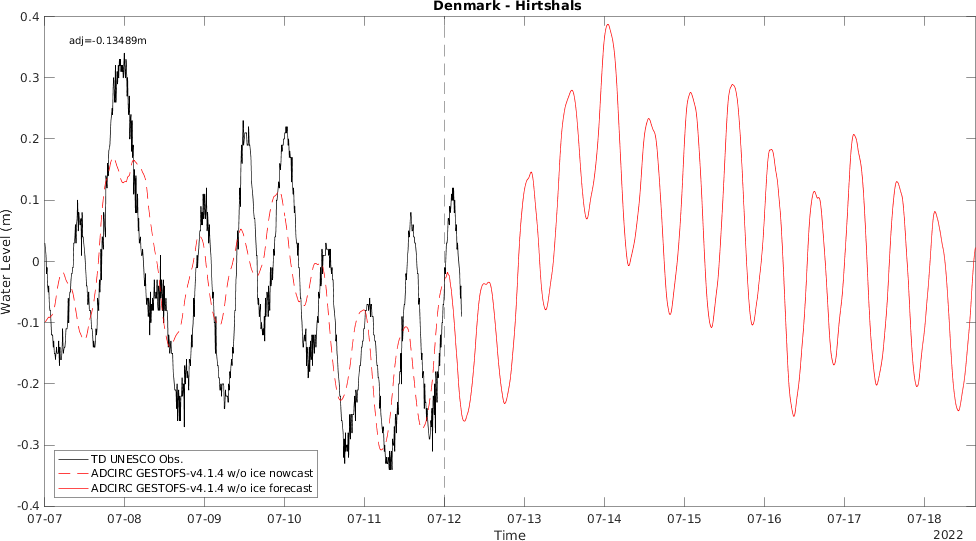 Denmark - Hirtshals
adj=-0.13489m
0.4
0.3
0.2
0.1
0
-0.1
-0.2
-0.3
-0.4
Water Level (m)
TD UNESCO Obs.
ADCIRC GESTOFS-v4.1.4 w/o ice nowcast
ADCIRC GESTOFS-v4.1.4 w/o ice forecast
07-07 07-08 07-09 07-10 07-11 07-12 07-13 07-14 07-15 07-16 07-17 07-18
Time
2022